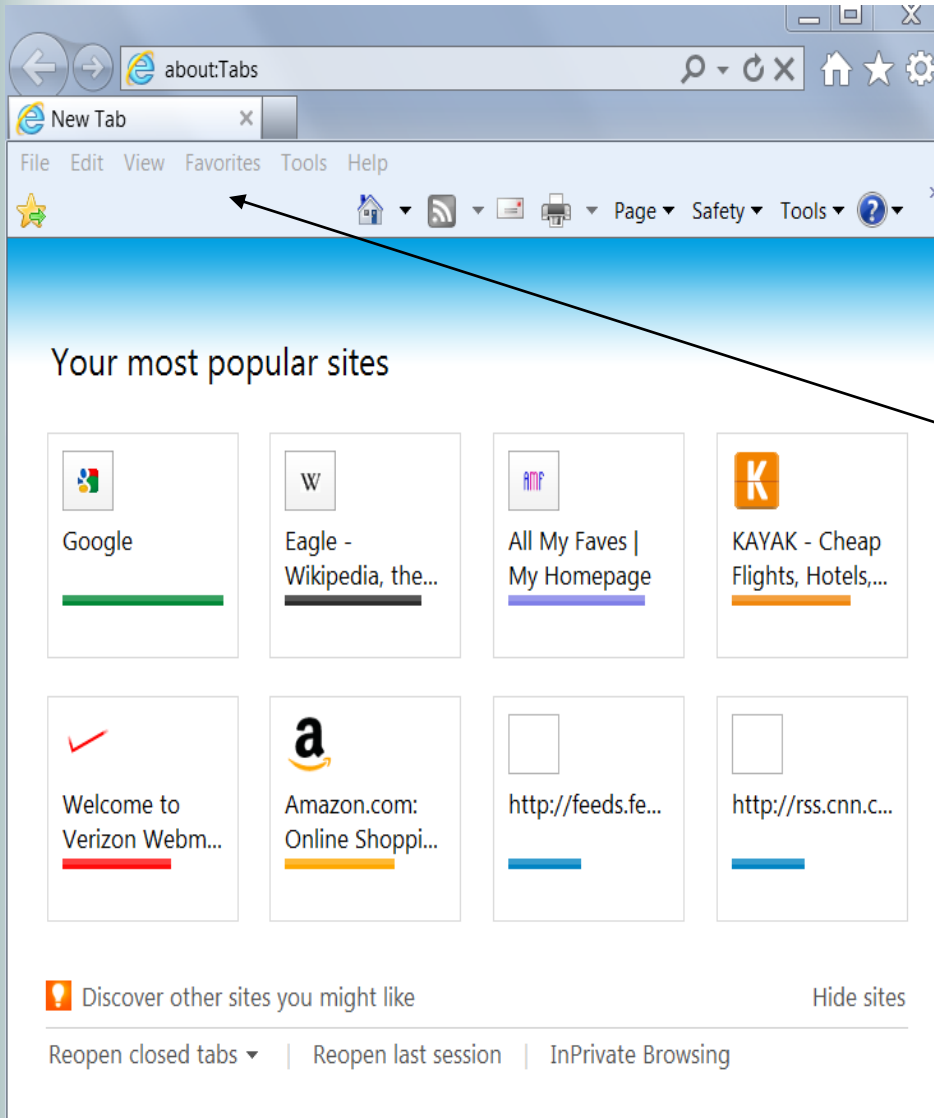 about:Tabs
New Tab
File Edit View Favorites Tools Help
Page Safety Tools ?
Your most popular sites
Google
W
Eagle -
Wikipedia, the...
AMF
All My Faves |
My Homepage
K
KAYAK - Cheap
Flights, Hotels,...
Welcome to
Verizon Webm...
a
Amazon.com:
Online Shoppi...
http://feeds.fe...
http://rss.cnn.c...
Discover other sites you might like
Hide sites
Reopen closed tabs | Reopen last session | InPrivate Browsing